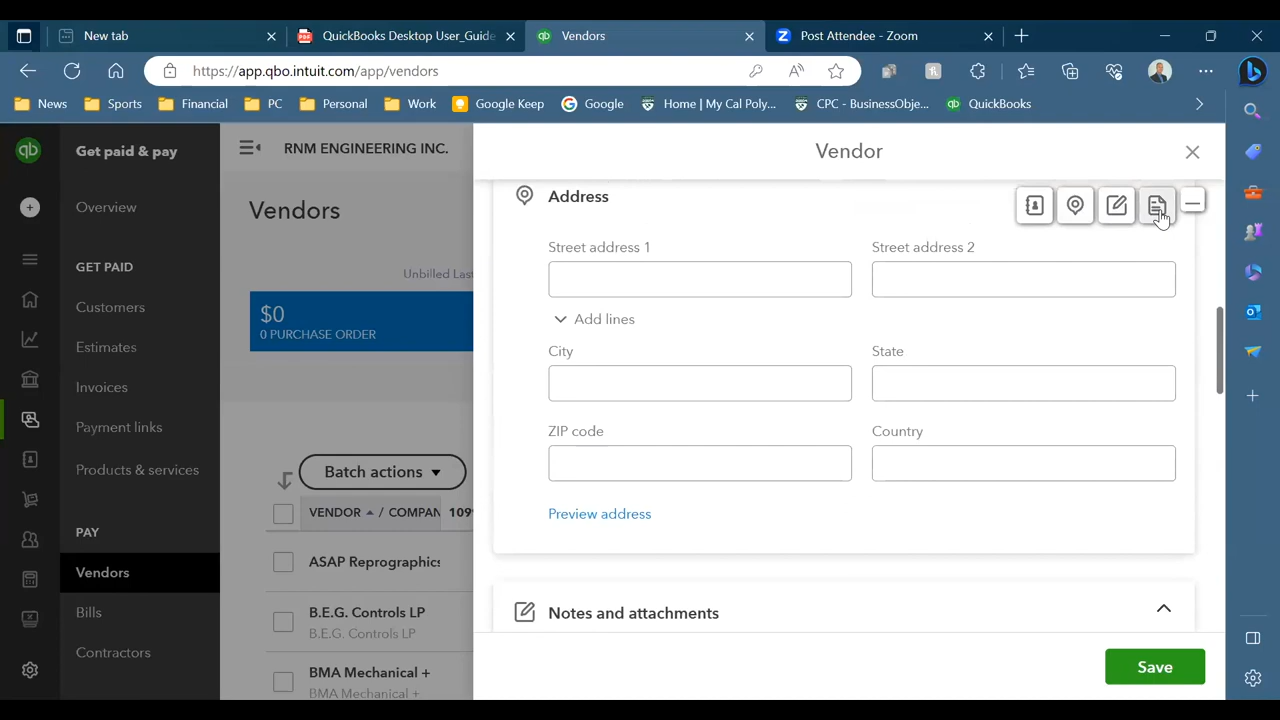 New tab
QuickBooks Desktop User_Guide
Vendors
Post Attendee - Zoom
https://app.qbo.intuit.com/app/vendors
News
Sports
Financial
PC
Personal
Work
Google Keep
Google
Home | My Cal Poly...
CPC - BusinessObje...
QuickBooks
qb
Get paid & pay
RNM ENGINEERING INC.
Vendor
Overview
Vendors
Address
GET PAID
Customers
Estimates
Invoices
Payment links
Products & services
PAY
Vendors
Bills
Contractors
Unbilled Las
$0
0 PURCHASE ORDER
Batch actions
VENDOR / COMPAN 109
ASAP Reprographics
B.E.G. Controls LP
B.E.G. Controls LP
BMA Mechanical +
BMA Mechanical +
Street address 1
Street address 2
Add lines
City
State
ZIP code
Country
Preview address
Notes and attachments
Save